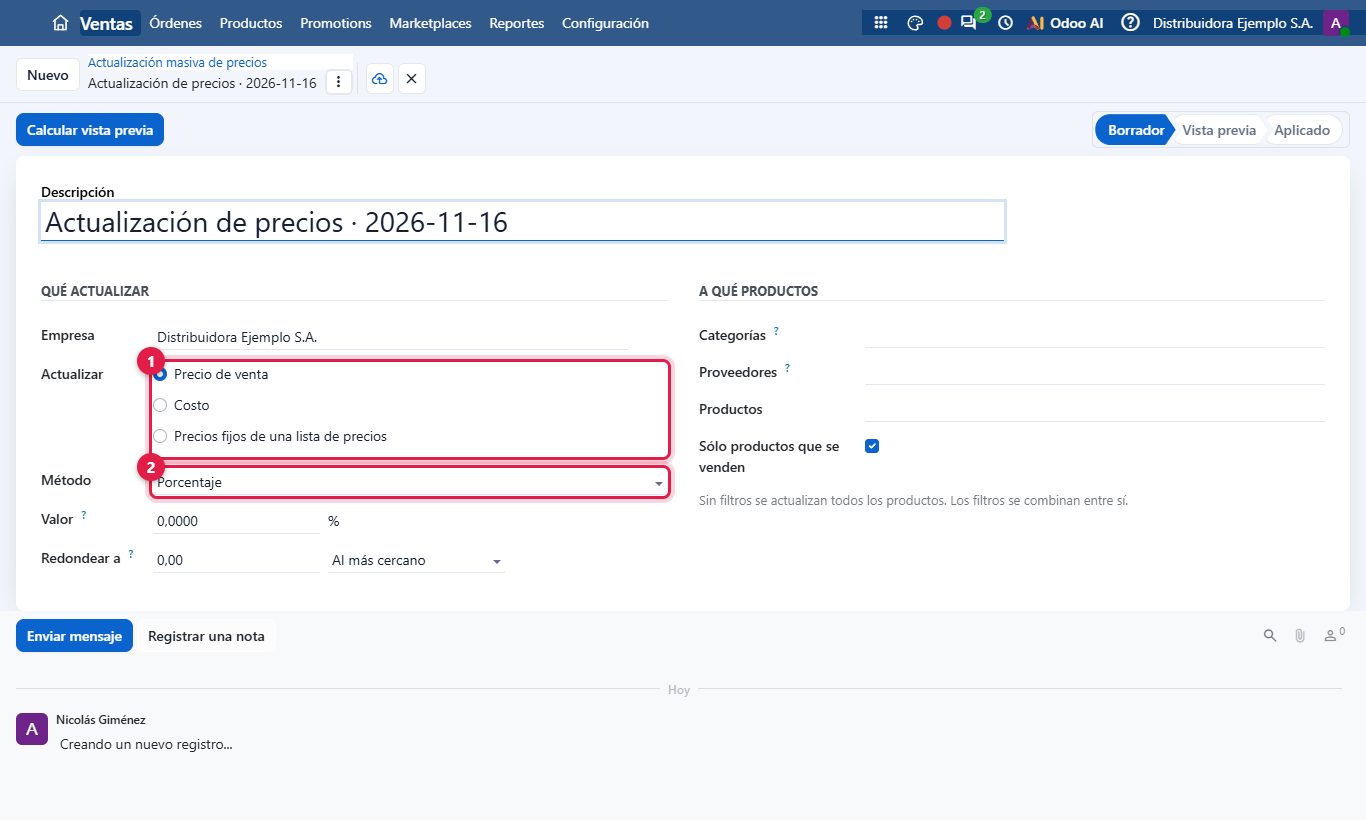 Ventas Órdenes Productos Promotions Marketplaces Reportes Configuración 2 Odoo AI Distribuidora Ejemplo S.A. A
Nuevo
Actualización masiva de precios
Actualización de precios · 2026-11-16
Calcular vista previa
Borrador Vista previa Aplicado
Descripción
Actualización de precios · 2026-11-16
QUÉ ACTUALIZAR
Empresa Distribuidora Ejemplo S.A.
1
Actualizar Precio de venta
Costo
Precios fijos de una lista de precios
2
Método Porcentaje
Valor ? 0,0000 %
Redondear a ? 0,00 Al más cercano
A QUÉ PRODUCTOS
Categorías ?
Proveedores ?
Productos
Sólo productos que se
venden
Sin filtros se actualizan todos los productos. Los filtros se combinan entre sí.
Enviar mensaje Registrar una nota 0
Hoy
A Nicolás Giménez
Creando un nuevo registro...